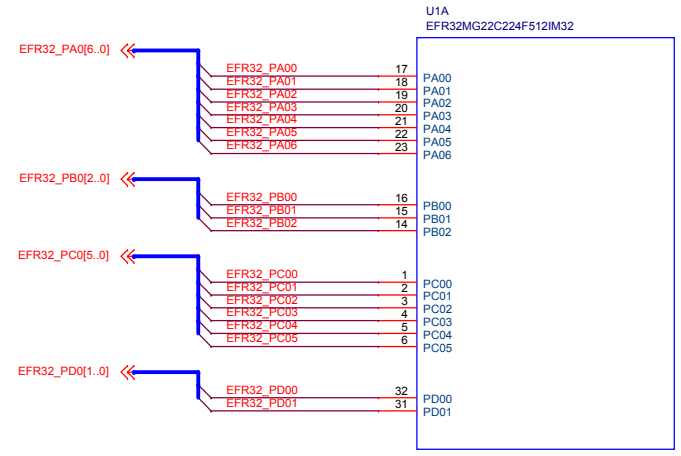 U1A
EFR32MG22C224F512IM32
EFR32_PA0[6..0]
EFR32_PA00 17 PA00
EFR32_PA01 18 PA01
EFR32_PA02 19 PA02
EFR32_PA03 20 PA03
EFR32_PA04 21 PA04
EFR32_PA05 22 PA05
EFR32_PA06 23 PA06
EFR32_PB0[2..0]
EFR32_PB00 16 PB00
EFR32_PB01 15 PB01
EFR32_PB02 14 PB02
EFR32_PC0[5..0]
EFR32_PC00 1 PC00
EFR32_PC01 2 PC01
EFR32_PC02 3 PC02
EFR32_PC03 4 PC03
EFR32_PC04 5 PC04
EFR32_PC05 6 PC05
EFR32_PD0[1..0]
EFR32_PD00 32 PD00
EFR32_PD01 31 PD01